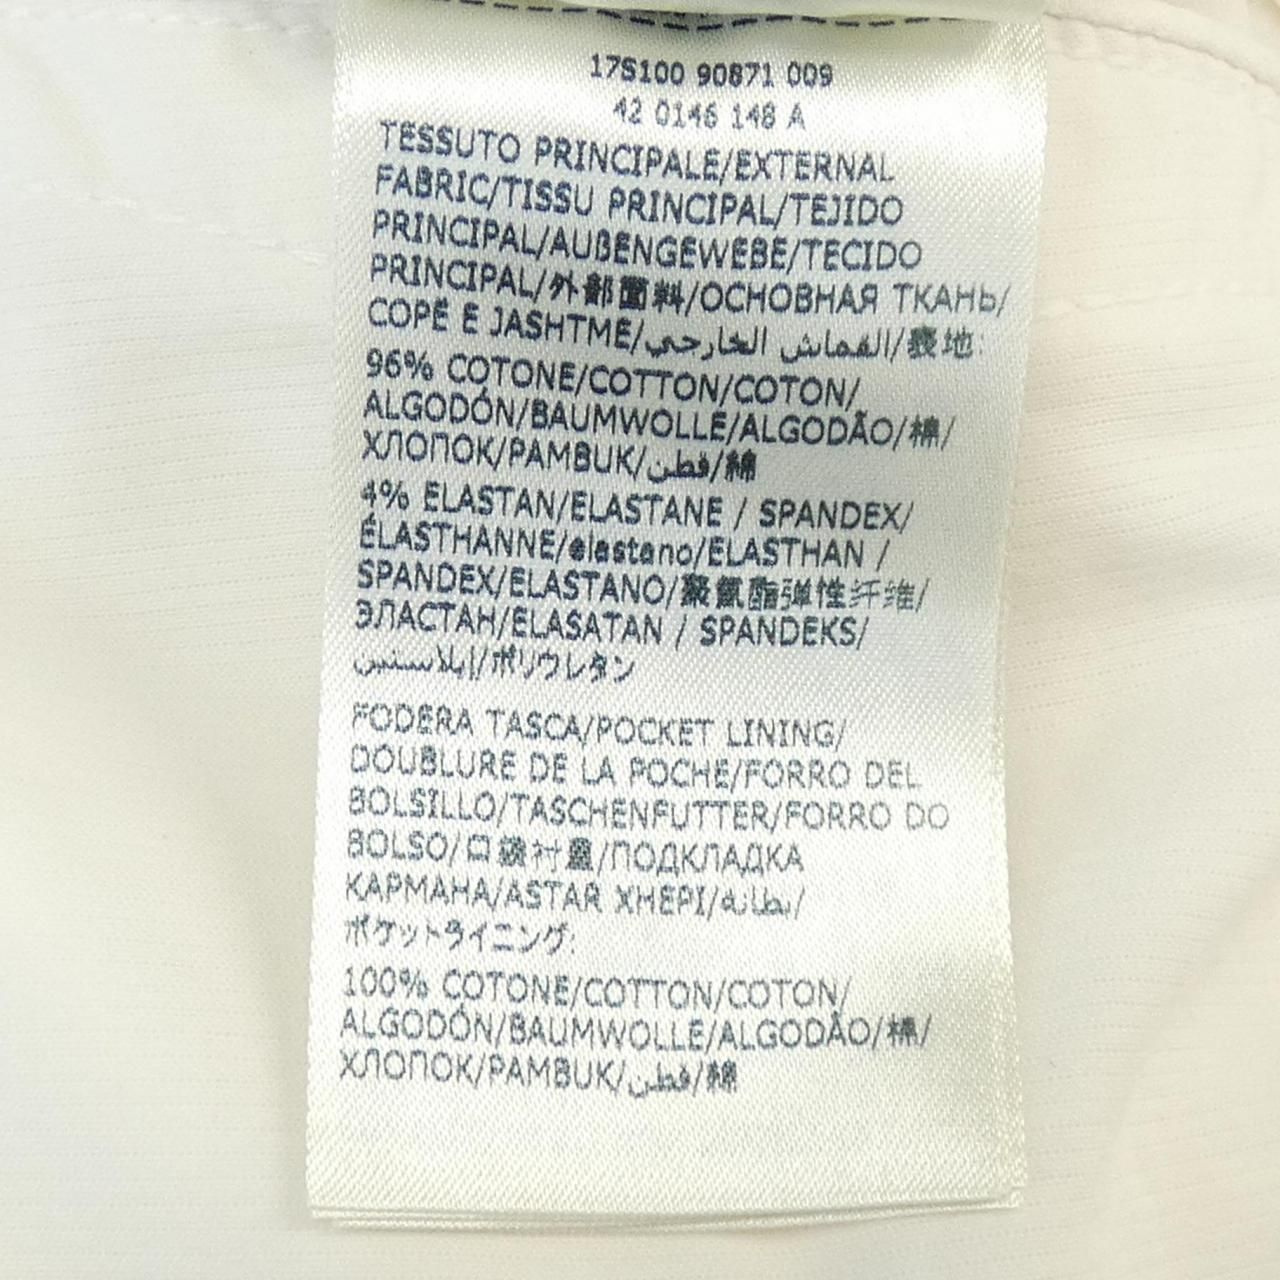 17S100 90871 009
42 0146 148 A
TESSUTO PRINCIPALE/EXTERNAL
FABRIC/TISSU PRINCIPAL/TEJIDO
PRINCIPAL/AUßENGEWEBE/TECIDO
PRINCIPAL/外部面料/ОСНОВНАЯ ТКАНЬ/
COPË E JASHTME/القماش الخارجي/表地:
96% COTONE/COTTON/COTON/
ALGODÓN/BAUMWOLLE/ALGODÃO/棉/
ХЛОПОК/PAMBUK/قطن/綿
4% ELASTAN/ELASTANE / SPANDEX/
ÉLASTHANNE/elastano/ELASTHAN /
SPANDEX/ELASTANO/聚氨酯弹性纤维/
ЭЛАСТАН/ELASATAN / SPANDEKS/
إيلاستين/ポリウレタン
FODERA TASCA/POCKET LINING/
DOUBLURE DE LA POCHE/FORRO DEL
BOLSILLO/TASCHENFUTTER/FORRO DO
BOLSO/口袋衬里/ПОДКЛАДКА
КАРМАНА/ASTAR XHEPI/بطانة/
ポケットライニング:
100% COTONE/COTTON/COTON/
ALGODÓN/BAUMWOLLE/ALGODÃO/棉/
ХЛОПОК/PAMBUK/قطن/綿